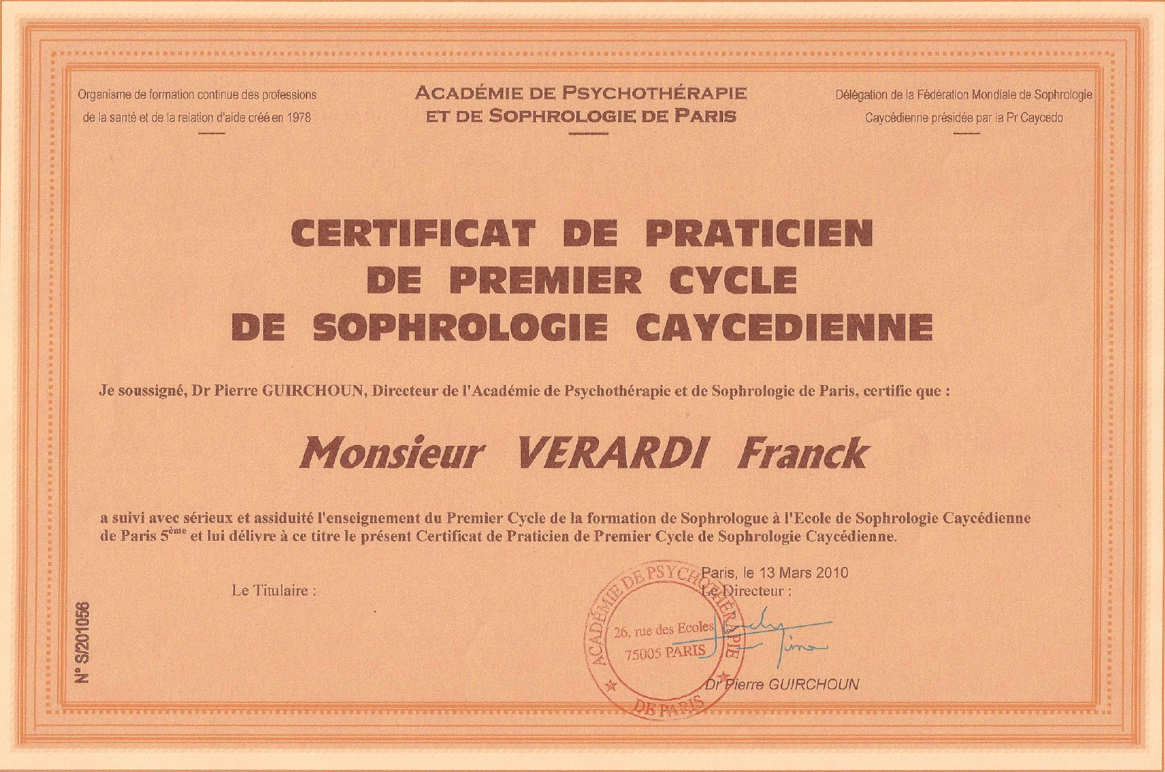 Organisme de formation continue des professions
de la santé et de la relation d'aide créé en 1978
ACADÉMIE DE PSYCHOTHÉRAPIE
ET DE SOPHROLOGIE DE PARIS
Délégation de la Fédération Mondiale de Sophrologie
Caycédienne présidée par la Pr Caycedo
CERTIFICAT DE PRATICIEN
DE PREMIER CYCLE
DE SOPHROLOGIE CAYCEDIENNE
Je soussigné, Dr Pierre GUIRCHOUN, Directeur de l'Académie de Psychothérapie et de Sophrologie de Paris, certifie que :
Monsieur VERARDI Franck
a suivi avec sérieux et assiduité l'enseignement du Premier Cycle de la formation de Sophrologue à l'Ecole de Sophrologie Caycédienne
de Paris 5ème et lui délivre à ce titre le présent Certificat de Praticien de Premier Cycle de Sophrologie Caycédienne.
Paris, le 13 Mars 2010
Le Titulaire :
Le Directeur :
ACADÉMIE DE PSYCHOTHÉRAPIE
26, rue des Ecoles
75005 PARIS
DE PARIS
Dr Pierre GUIRCHOUN
N° S/201056